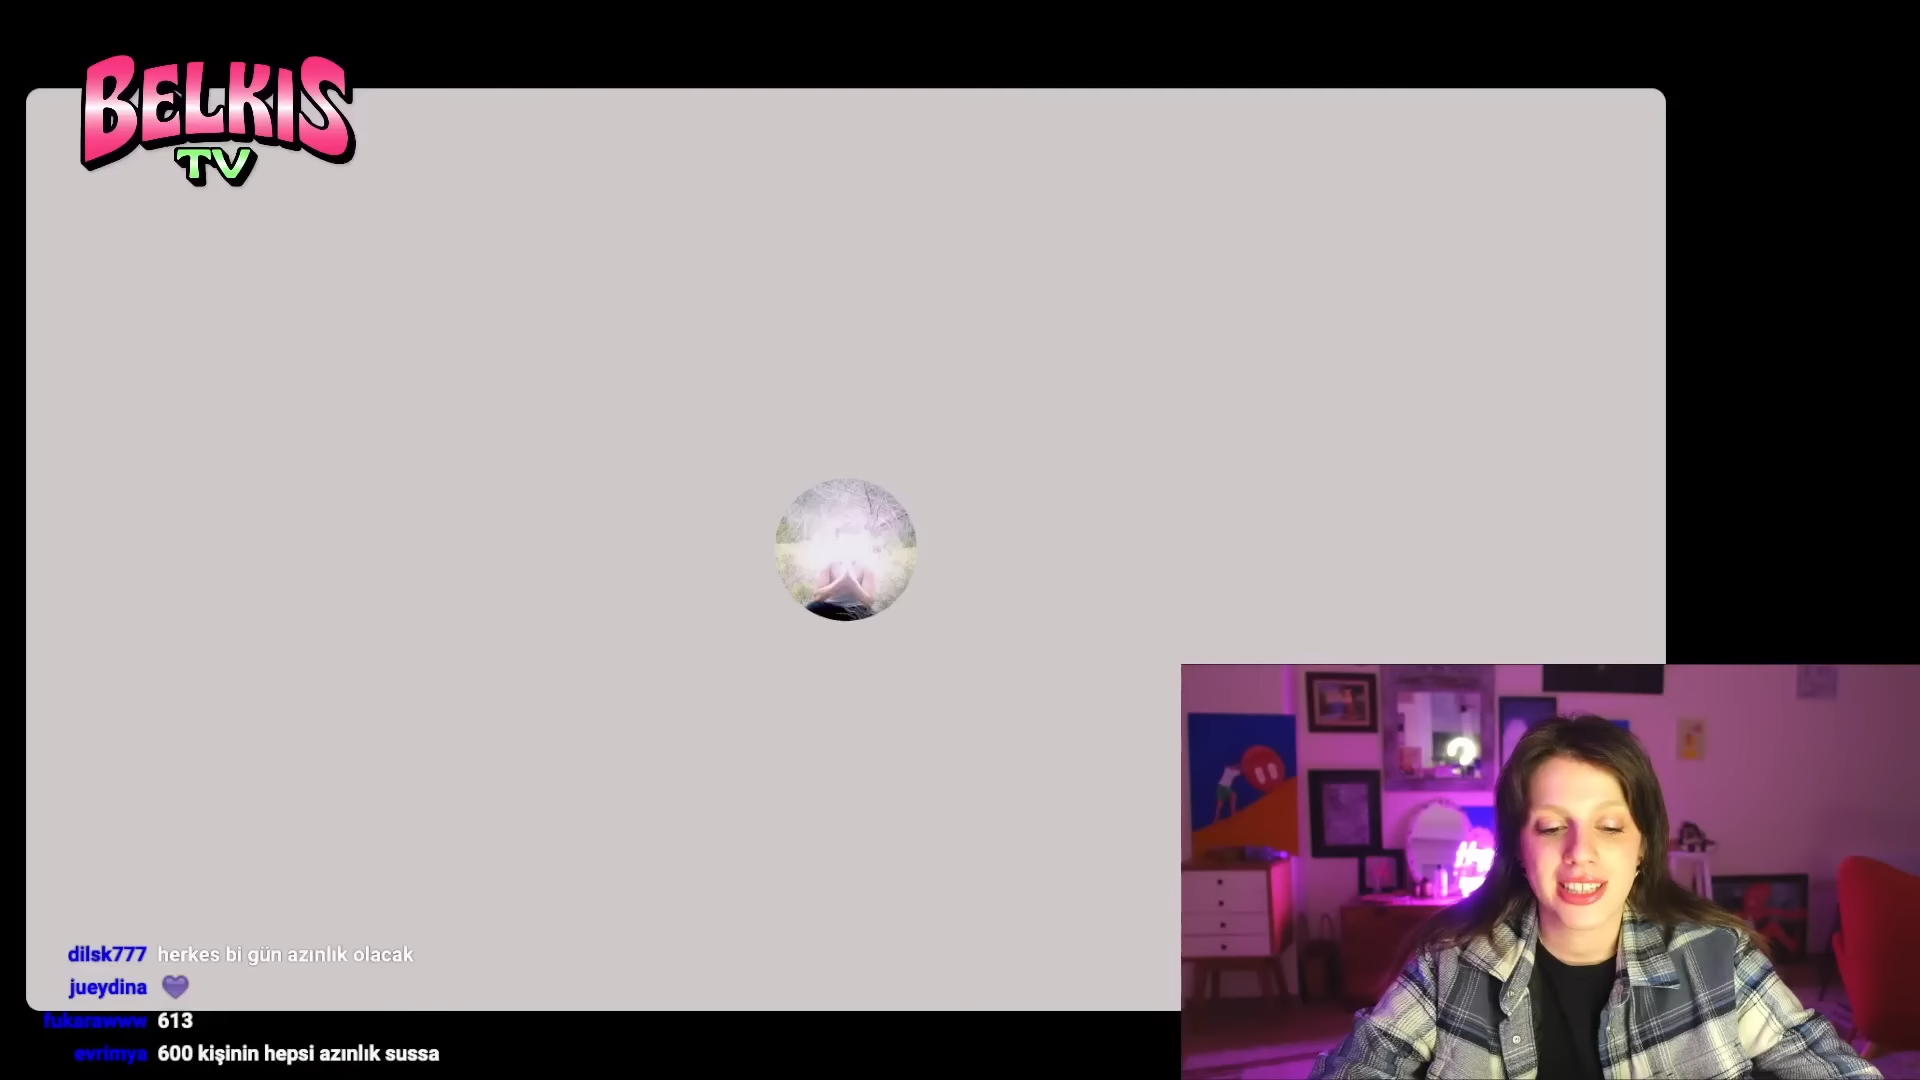 BELKIS
TV
dilsk777 herkes bi gün azınlık olacak
jueydina 💜
fukarawww 613
evrimya 600 kişinin hepsi azınlık sussa